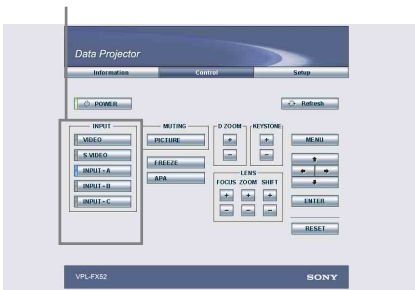 Data Projector
Information Control Setup
POWER Refresh
INPUT MUTING D ZOOM KEYSTONE
VIDEO PICTURE + + MENU
S VIDEO FREEZE − −
INPUT - A APA LENS
INPUT - B FOCUS ZOOM SHIFT
INPUT - C + + + ENTER
− − −
RESET
VPL-FX52 SONY